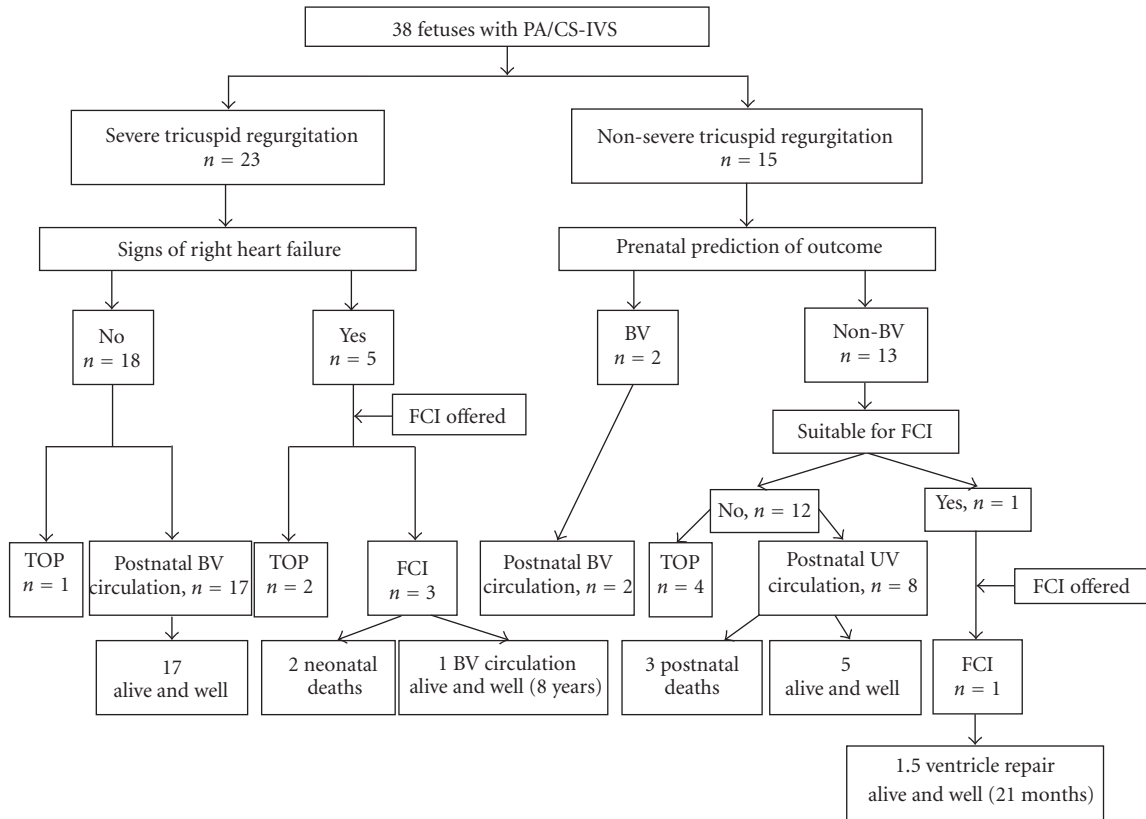 38 fetuses with PA/CS-IVS
Severe tricuspid regurgitation
n = 23
Non-severe tricuspid regurgitation
n = 15
Signs of right heart failure
Prenatal prediction of outcome
No
n = 18
Yes
n = 5
BV
n = 2
Non-BV
n = 13
FCI offered
Suitable for FCI
No, n = 12
Yes, n = 1
TOP
n = 1
Postnatal BV
circulation, n = 17
TOP
n = 2
FCI
n = 3
Postnatal BV
circulation, n = 2
TOP
n = 4
Postnatal UV
circulation, n = 8
FCI offered
17
alive and well
2 neonatal
deaths
1 BV circulation
alive and well (8 years)
3 postnatal
deaths
5
alive and well
FCI
n = 1
1.5 ventricle repair
alive and well (21 months)